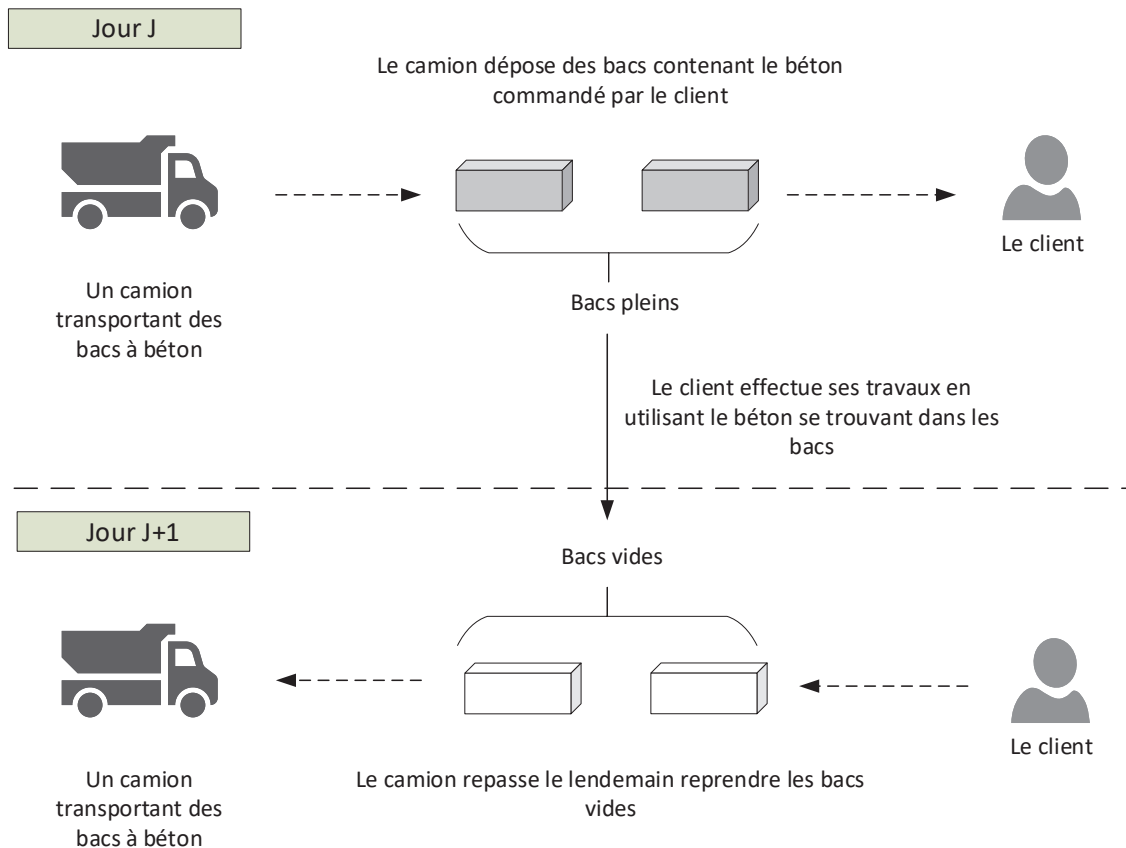 Jour J
Le camion dépose des bacs contenant le béton
commandé par le client
Le client
Un camion
transportant des
bacs à béton
Bacs pleins
Le client effectue ses travaux en
utilisant le béton se trouvant dans les
bacs
Jour J+1
Bacs vides
Le client
Un camion
transportant des
bacs à béton
Le camion repasse le lendemain reprendre les bacs
vides